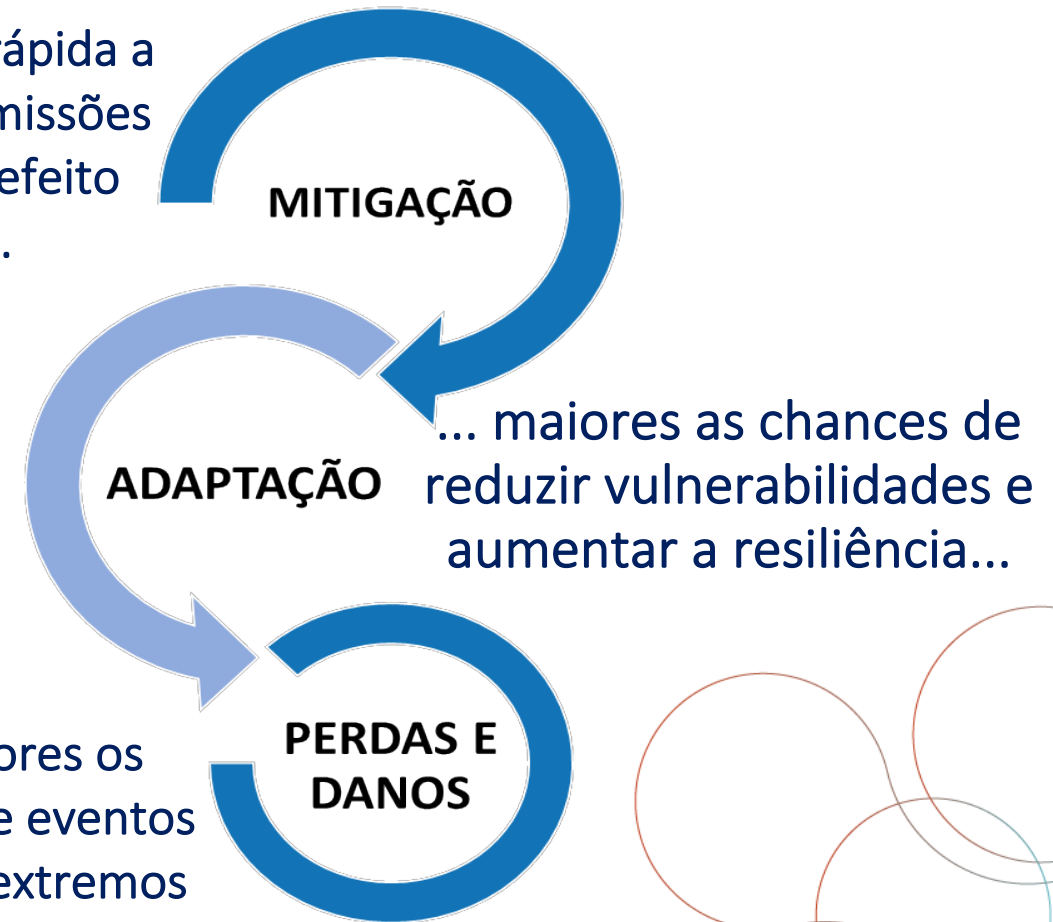 rápida a
missões
efeito
.
MITIGAÇÃO
... maiores as chances de
reduzir vulnerabilidades e
aumentar a resiliência...
ADAPTAÇÃO
PERDAS E
DANOS
ores os
e eventos
extremos